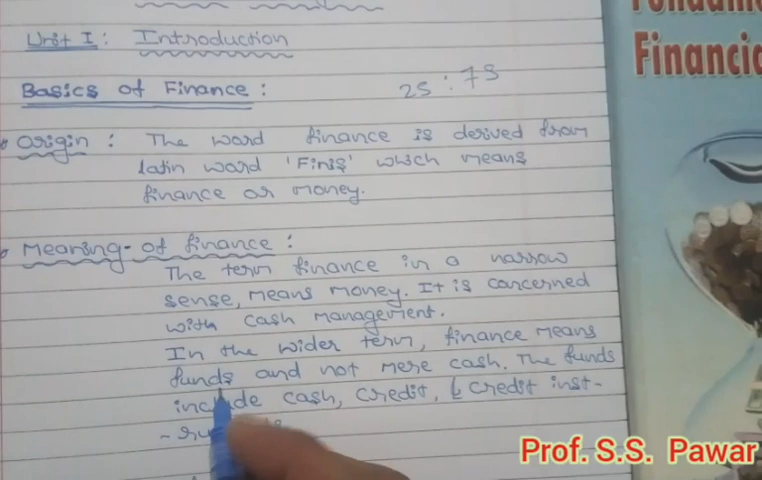 Unit I: Introduction
Basics of Finance:
25:75
Origin: The word finance is derived from
latin word 'Finis' which means
finance or money.
Meaning of finance:
The term finance in a narrow
sense, means money. It is concerned
with cash management.
In the wider term, finance means
funds and not mere cash. The funds
include cash, credit, & credit inst-
Financi
Prof. S.S. Pawar